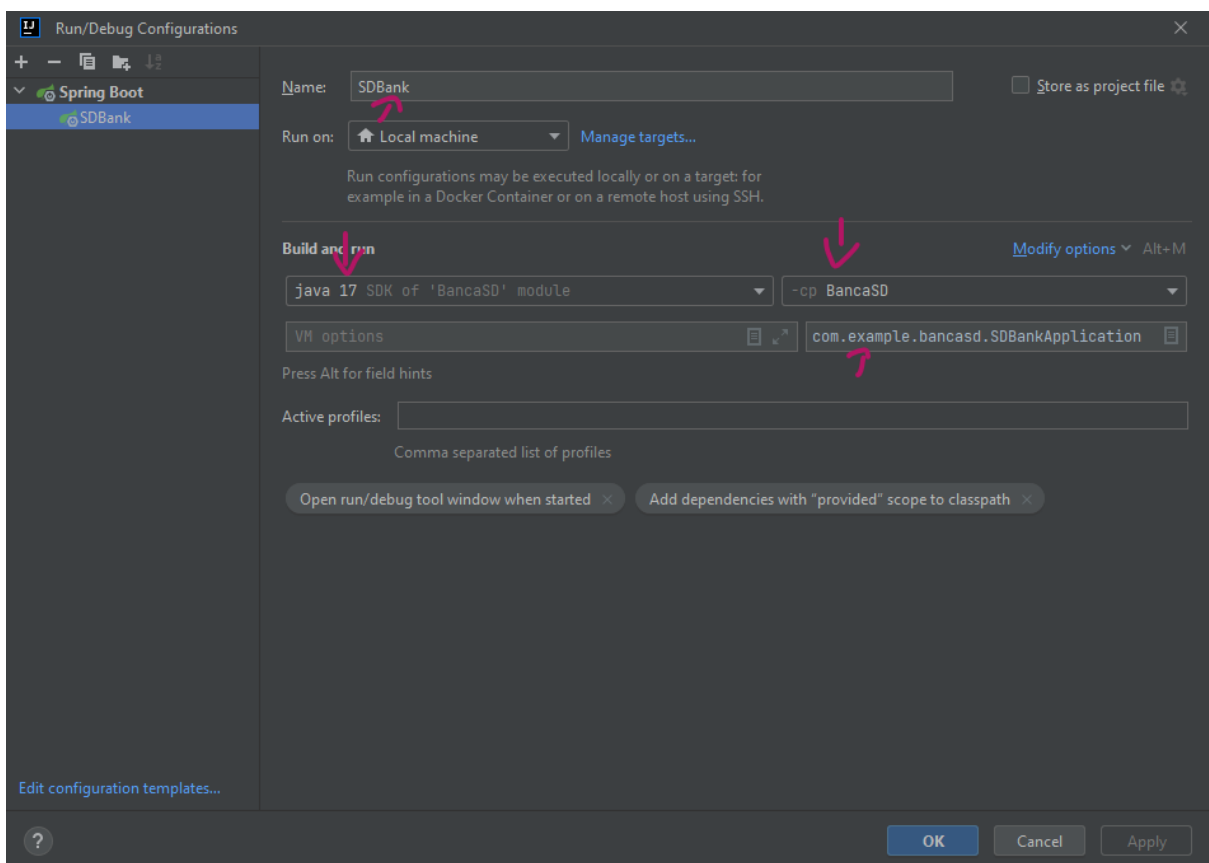 Run/Debug Configurations
Spring Boot
SDBank
Name: SDBank
Store as project file
Run on: Local machine Manage targets...
Run configurations may be executed locally or on a target: for
example in a Docker Container or on a remote host using SSH.
Build and run
Modify options Alt+M
java 17 SDK of 'BancaSD' module
-cp BancaSD
VM options
com.example.bancasd.SDBankApplication
Press Alt for field hints
Active profiles:
Comma separated list of profiles
Open run/debug tool window when started
Add dependencies with “provided” scope to classpath
Edit configuration templates...
?
OK Cancel Apply